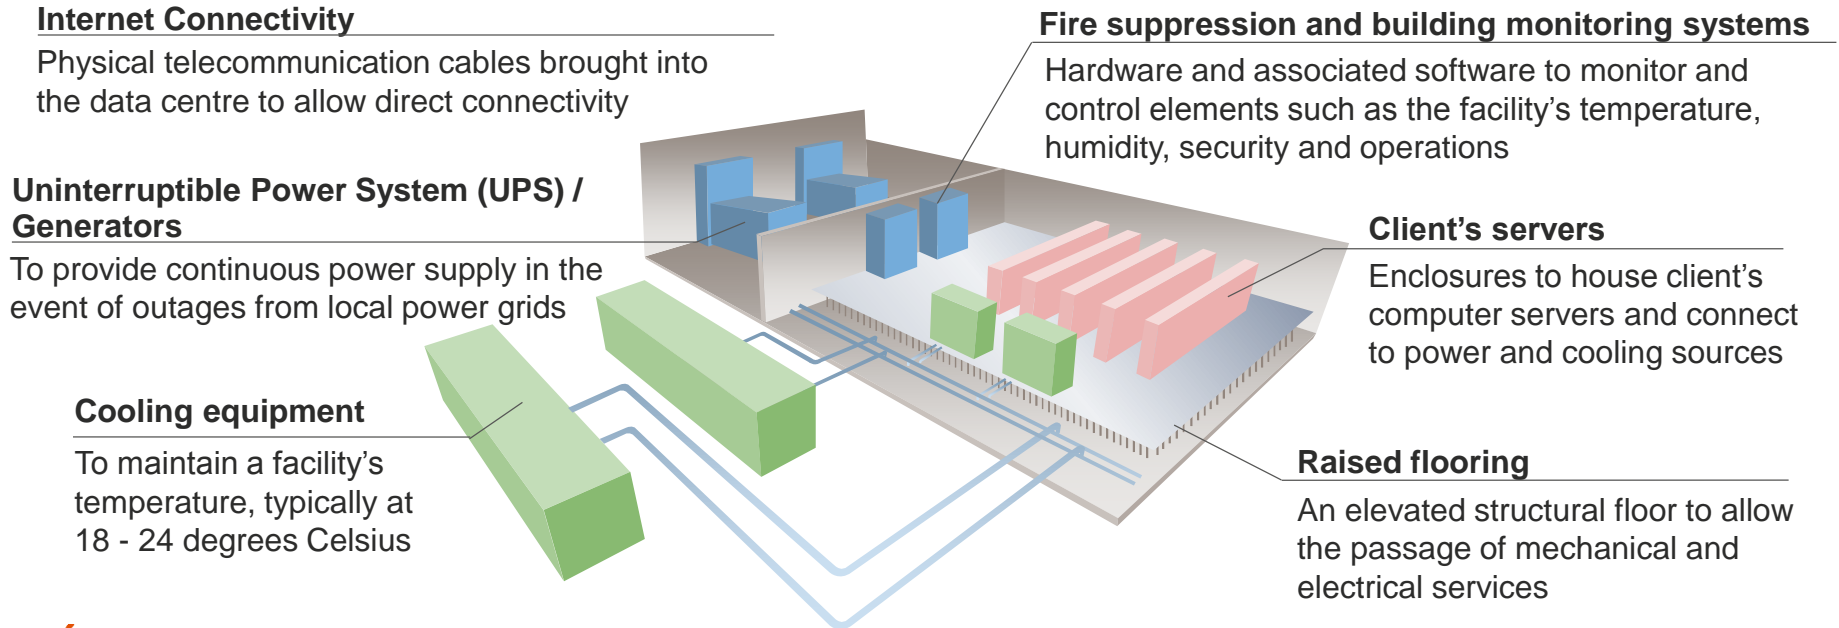 Internet Connectivity
Physical telecommunication cables brought into
the data centre to allow direct connectivity
Fire suppression and building monitoring systems
Hardware and associated software to monitor and
control elements such as the facility’s temperature,
humidity, security and operations
Uninterruptible Power System (UPS) /
Generators
To provide continuous power supply in the
event of outages from local power grids
Client’s servers
Enclosures to house client’s
computer servers and connect
to power and cooling sources
Cooling equipment
To maintain a facility’s
temperature, typically at
18 - 24 degrees Celsius
Raised flooring
An elevated structural floor to allow
the passage of mechanical and
electrical services